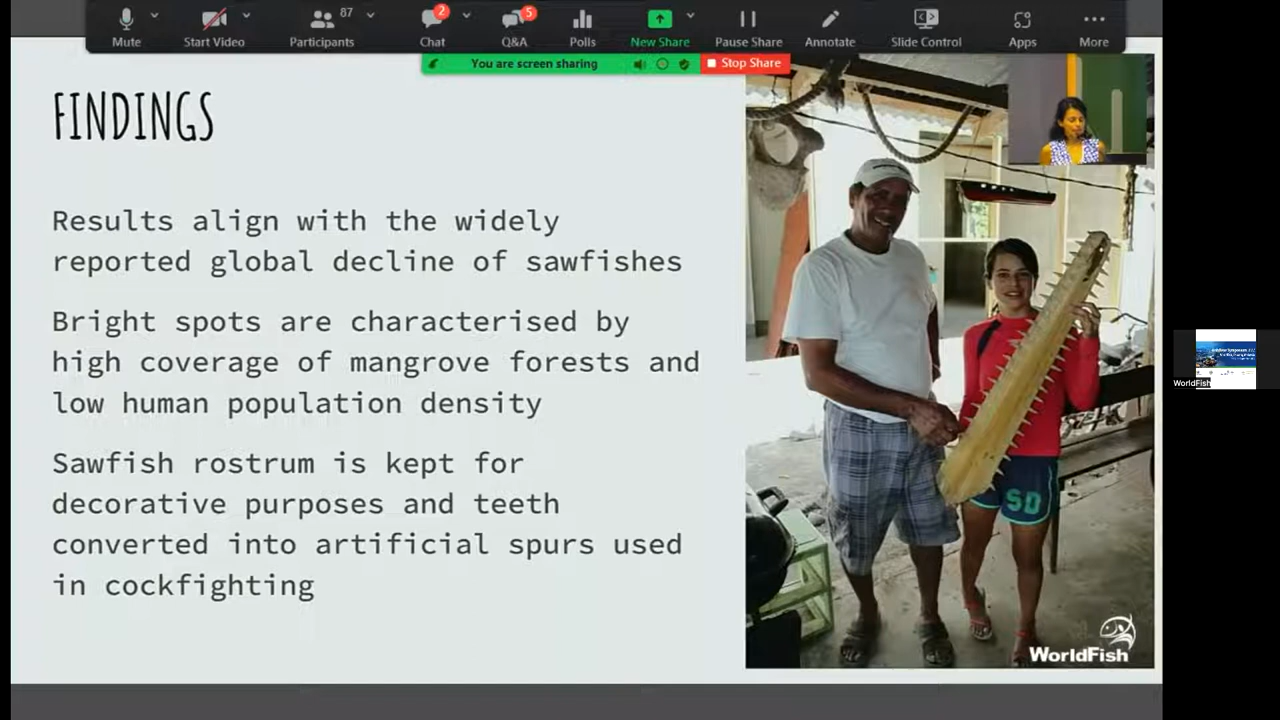 87
2
5
Mute
Start Video
Participants
Chat
Q&A
Polls
New Share
Pause Share
Annotate
Slide Control
Apps
More
You are screen sharing
Stop Share
FINDINGS
Results align with the widely
reported global decline of sawfishes
Bright spots are characterised by
high coverage of mangrove forests and
low human population density
Sawfish rostrum is kept for
decorative purposes and teeth
converted into artificial spurs used
in cockfighting
SD
WorldFish
WorldFish